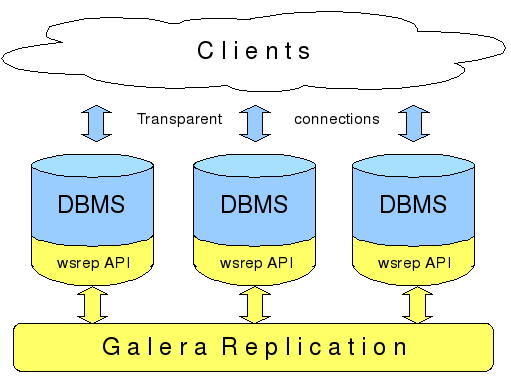 Clients
Transparent connections
DBMS DBMS DBMS
wsrep API wsrep API wsrep API
Galera Replication